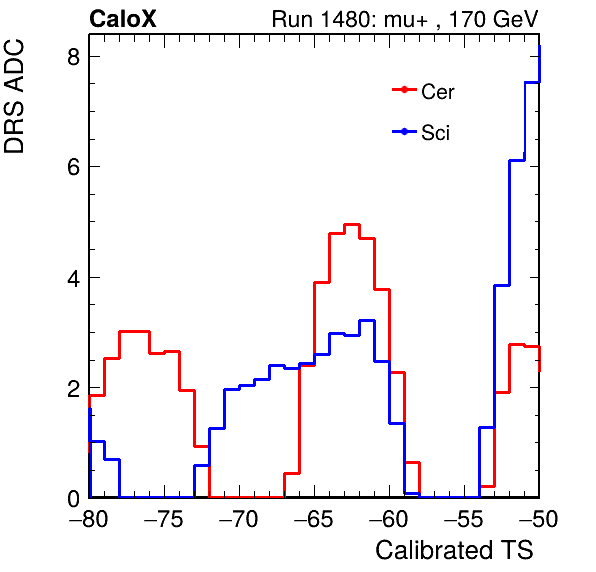 CaloX Run 1480: mu+ , 170 GeV
DRS ADC
8
6
4
2
0
Cer
Sci
−80 −75 −70 −65 −60 −55 −50
Calibrated TS